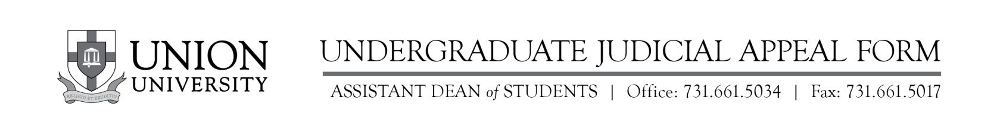 UNION
UNIVERSITY
RELIGIO ET ERUDITIO
UNDERGRADUATE JUDICIAL APPEAL FORM
ASSISTANT DEAN of STUDENTS | Office: 731.661.5034 | Fax: 731.661.5017